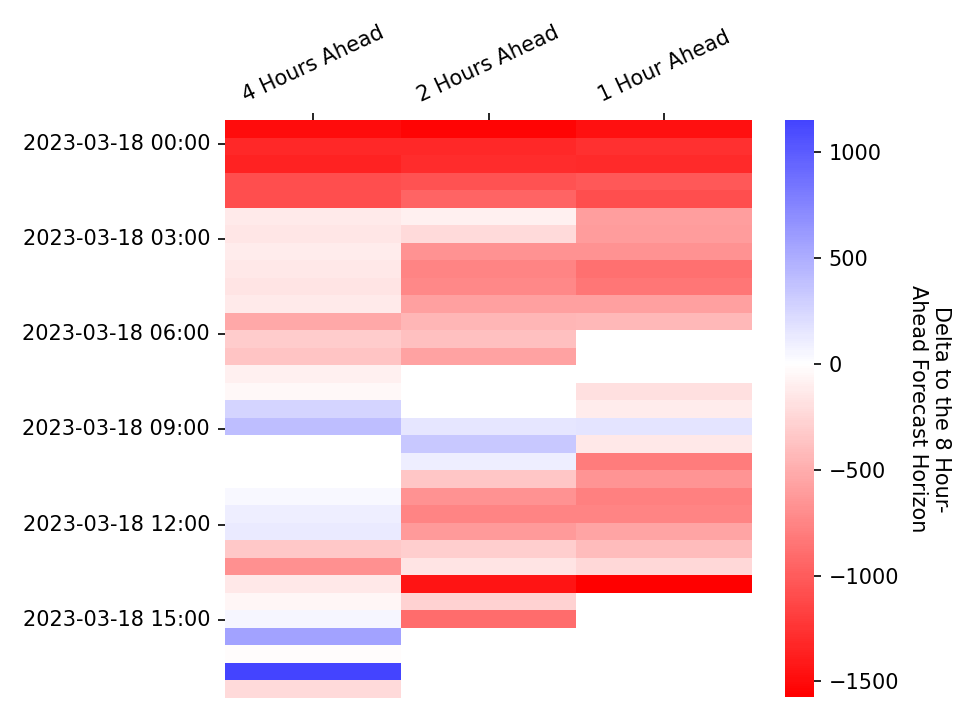 4 Hours Ahead
2 Hours Ahead
1 Hour Ahead
2023-03-18 00:00
2023-03-18 03:00
2023-03-18 06:00
2023-03-18 09:00
2023-03-18 12:00
2023-03-18 15:00
1000
500
0
−500
−1000
−1500
Delta to the 8 Hour-
Ahead Forecast Horizon